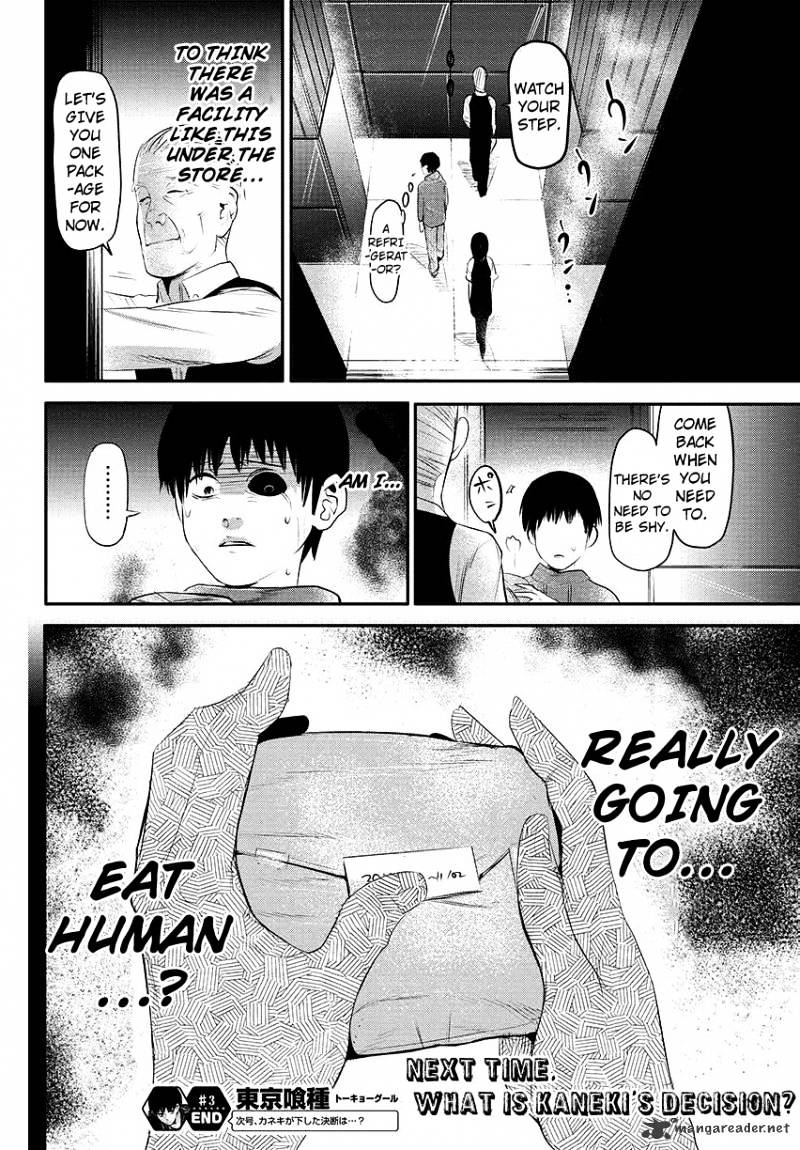 WATCH
YOUR
STEP.
A
REFRI
-GERAT
-OR?
TO THINK
THERE
WAS A
FACILITY
LIKE THIS
UNDER THE
STORE...
LET'S
GIVE
YOU
ONE
PACK
-AGE
FOR
NOW.
COME
BACK
WHEN
YOU
NEED
TO.
THERE'S
NO
NEED TO
BE SHY.
AM I...
.........
REALLY
GOING
TO...
EAT
HUMAN
...?
NEXT TIME,
WHAT IS KANEKI'S DECISION?
#3
END
東京喰種 トーキョーグール
次号、カネキが下した決断は…?
mangareader.net